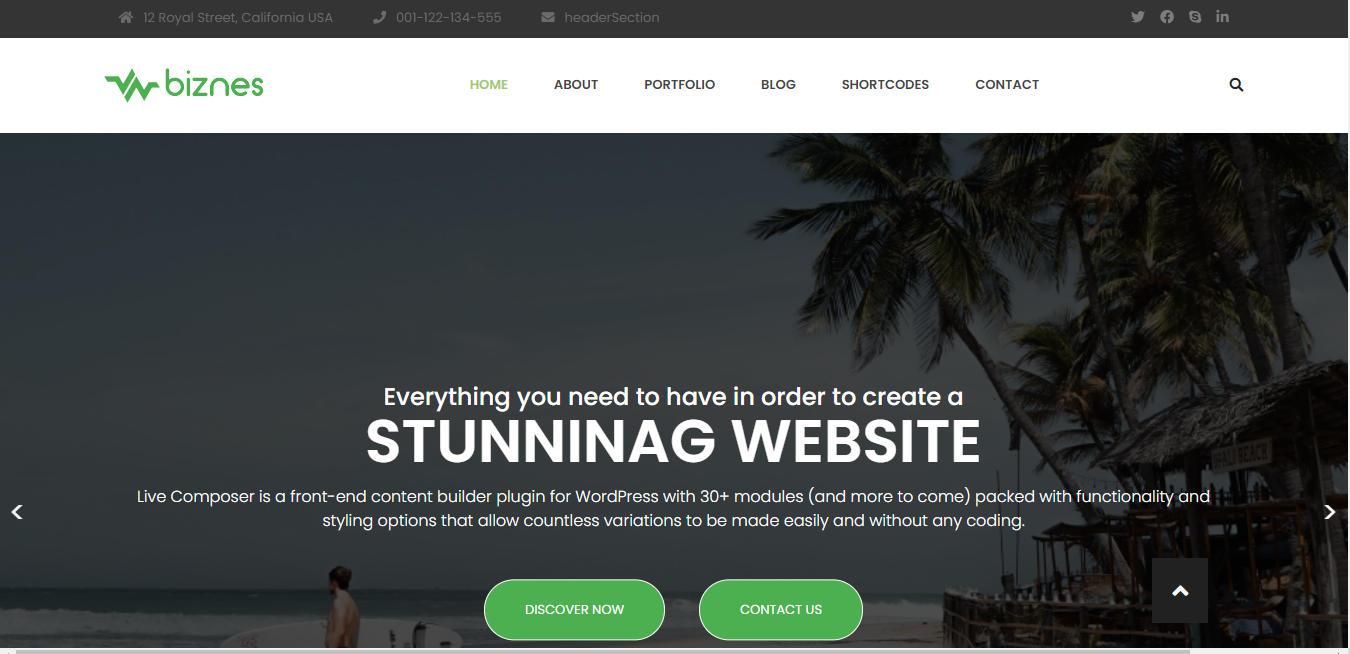 12 Royal Street, California USA 001-122-134-555 headerSection
biznes HOME ABOUT PORTFOLIO BLOG SHORTCODES CONTACT
Everything you need to have in order to create a
STUNNINAG WEBSITE
Live Composer is a front-end content builder plugin for WordPress with 30+ modules (and more to come) packed with functionality and
styling options that allow countless variations to be made easily and without any coding.
DISCOVER NOW CONTACT US